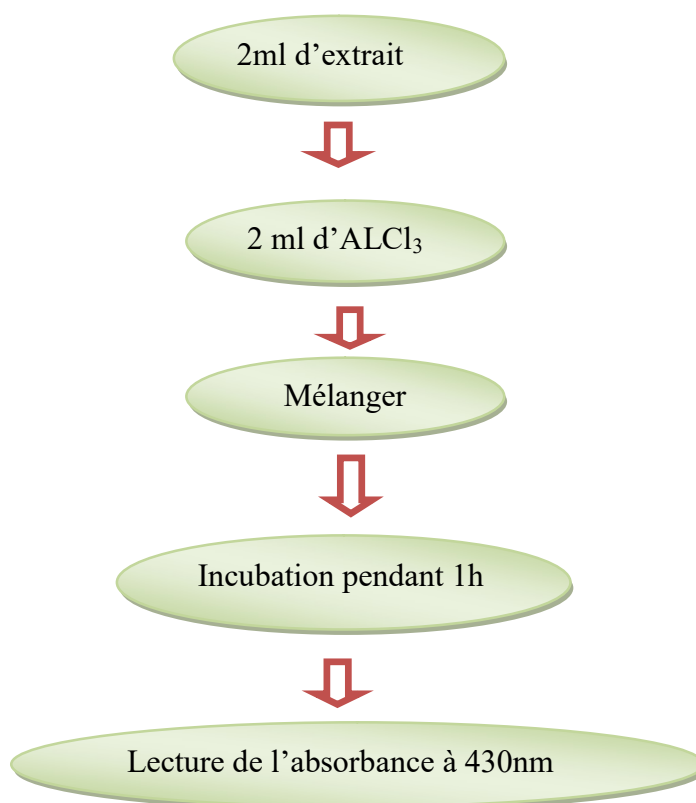 2ml d’extrait
2 ml d’ALCl₃
Mélanger
Incubation pendant 1h
Lecture de l’absorbance à 430nm